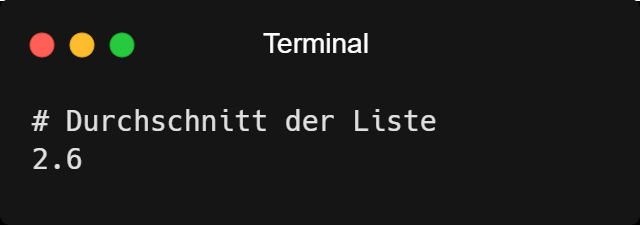 Terminal
# Durchschnitt der Liste
2.6